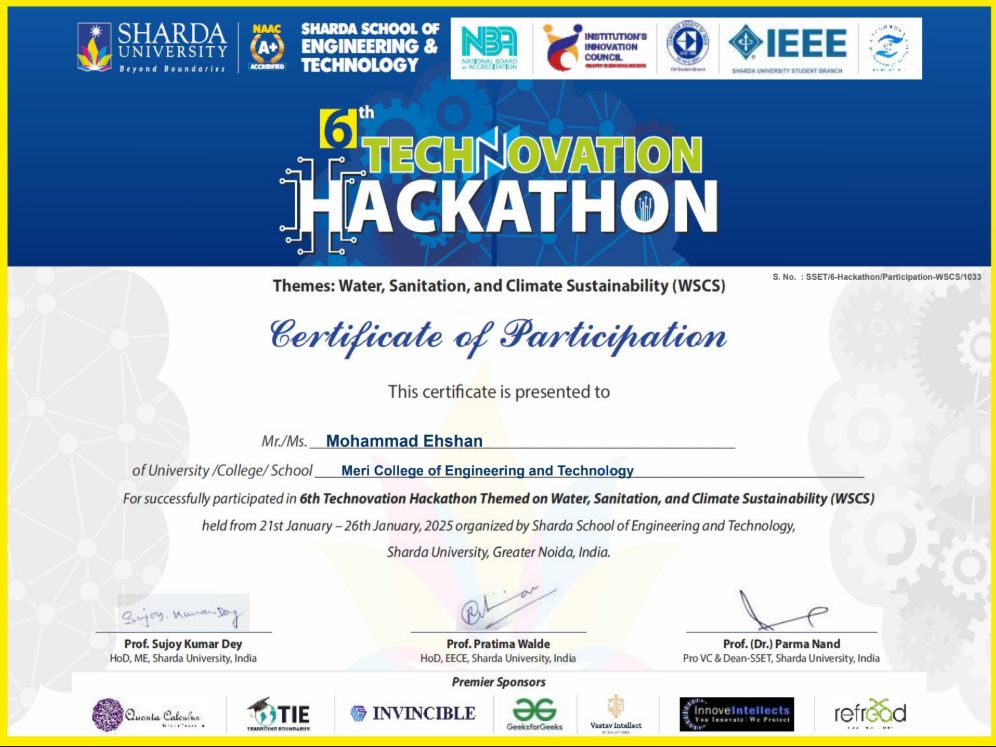 SHARDA UNIVERSITY
Beyond Boundaries
NAAC A+ ACCREDITED
SHARDA SCHOOL OF
ENGINEERING &
TECHNOLOGY
NBA
NATIONAL BOARD
of ACCREDITATION
INSTITUTION'S
INNOVATION
COUNCIL
IEEE
SHARDA UNIVERSITY STUDENT BRANCH
6th
TECHNOVATION
HACKATHON
S. No. : SSET/6-Hackathon/Participation-WSCS/1033
Themes: Water, Sanitation, and Climate Sustainability (WSCS)
Certificate of Participation
This certificate is presented to
Mr./Ms. Mohammad Ehshan
of University /College/ School Meri College of Engineering and Technology
For successfully participated in 6th Technovation Hackathon Themed on Water, Sanitation, and Climate Sustainability (WSCS)
held from 21st January – 26th January, 2025 organized by Sharda School of Engineering and Technology,
Sharda University, Greater Noida, India.
Sujoy Kumar Dey
Prof. Sujoy Kumar Dey
HoD, ME, Sharda University, India
Prof. Pratima Walde
HoD, EECE, Sharda University, India
Prof. (Dr.) Parma Nand
Pro VC & Dean-SSET, Sharda University, India
Premier Sponsors
Quanta Calculus
TIE
TRANSCEND BOUNDARIES
INVINCIBLE
GeeksforGeeks
Vastav Intellect
IP SOLUTIONS
InnoveIntellects
You Innovate | We Protect
refread